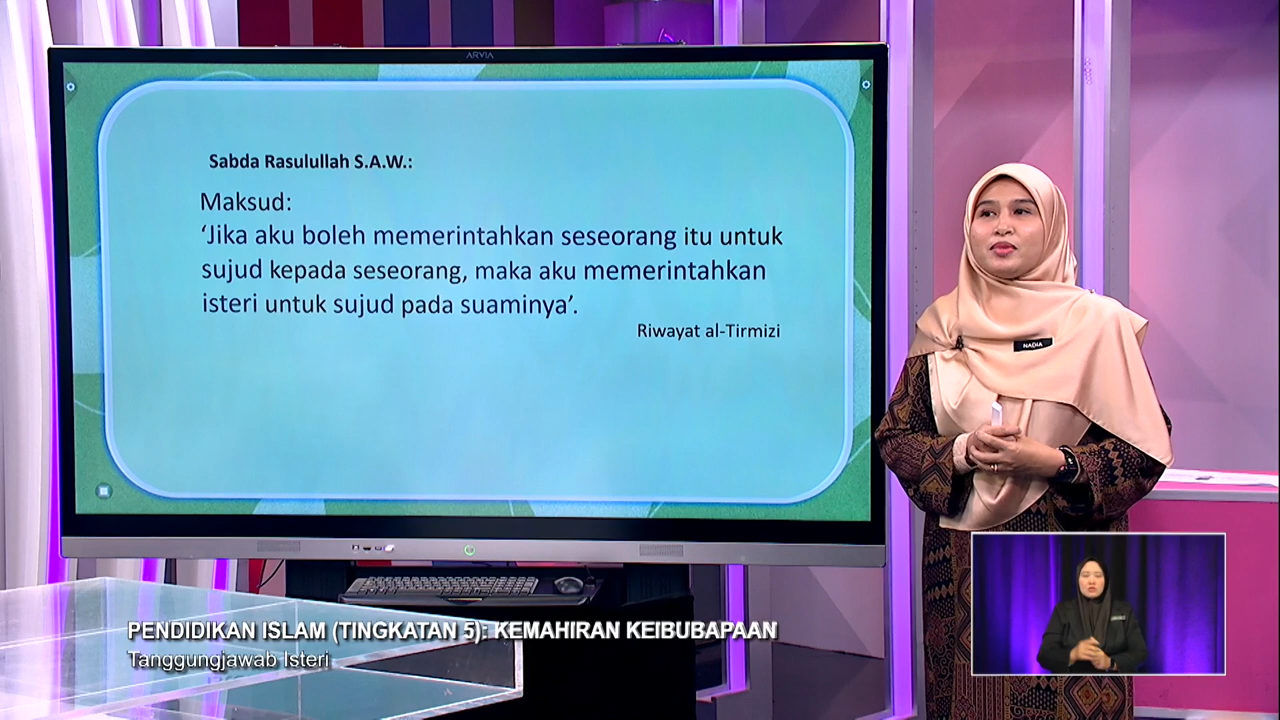 ARVIA
Sabda Rasulullah S.A.W.:
Maksud:
‘Jika aku boleh memerintahkan seseorang itu untuk
sujud kepada seseorang, maka aku memerintahkan
isteri untuk sujud pada suaminya’.
Riwayat al-Tirmizi
NADIA
PENDIDIKAN ISLAM (TINGKATAN 5): KEMAHIRAN KEIBUBAPAAN
Tanggungjawab Isteri